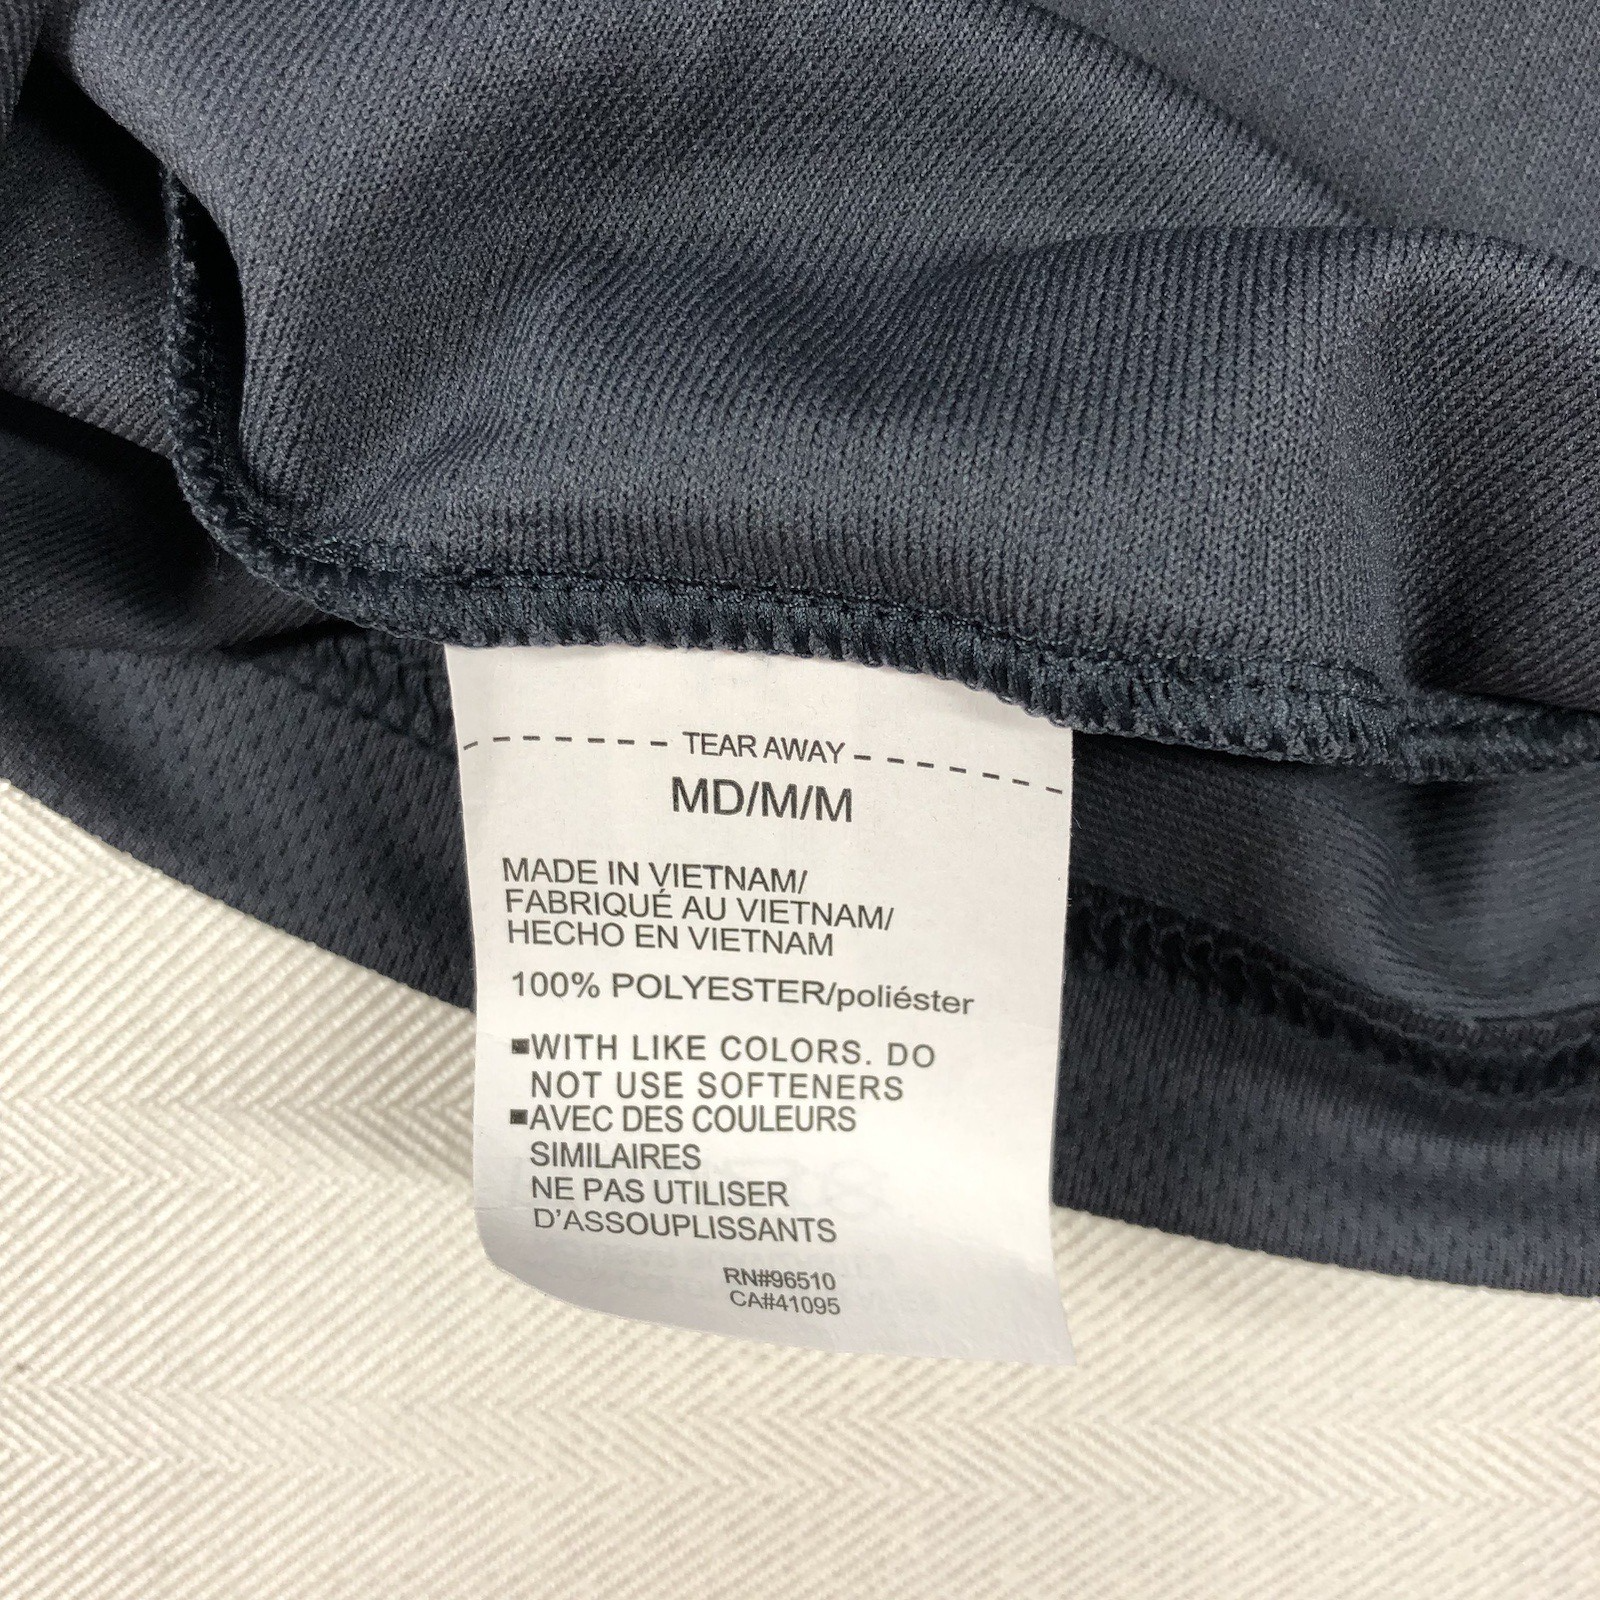 TEAR AWAY
MD/M/M
MADE IN VIETNAM/
FABRIQUÉ AU VIETNAM/
HECHO EN VIETNAM
100% POLYESTER/poliéster
■WITH LIKE COLORS. DO
NOT USE SOFTENERS
■AVEC DES COULEURS
SIMILAIRES
NE PAS UTILISER
D’ASSOUPLISSANTS
RN#96510
CA#41095